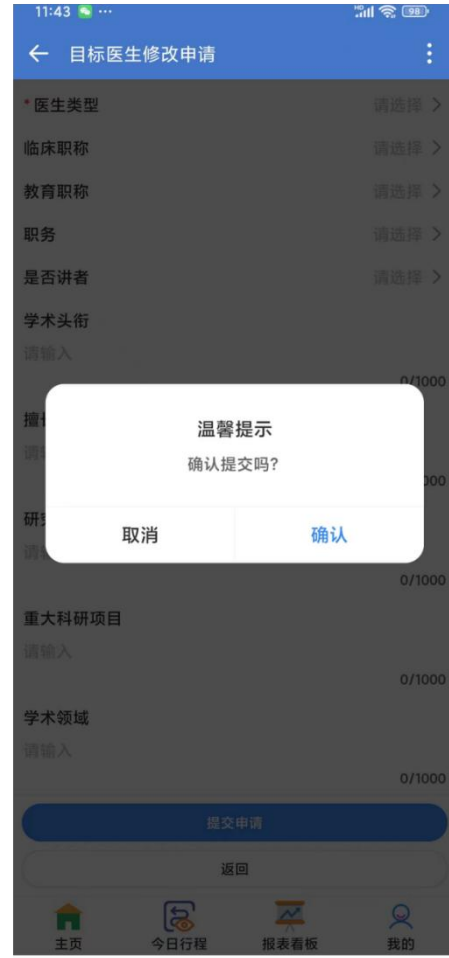 11:43 ...
HD 98
目标医生修改申请
* 医生类型 请选择
临床职称 请选择
教育职称 请选择
职务 请选择
是否讲者 请选择
学术头衔
请输入
0/1000
温馨提示
确认提交吗?
取消 确认
0/1000
重大科研项目
请输入
0/1000
学术领域
请输入
0/1000
提交申请
返回
主页 今日行程 报表看板 我的